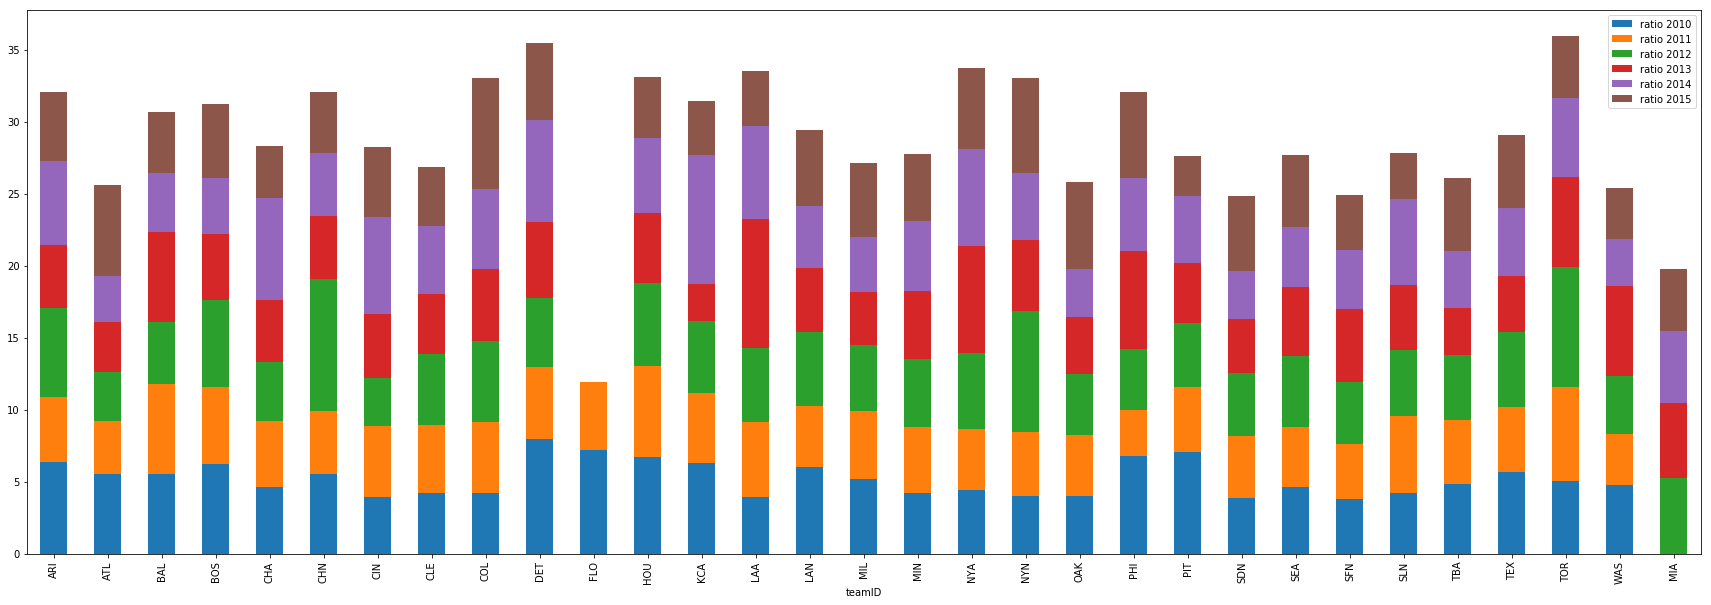 ratio 2010
ratio 2011
ratio 2012
ratio 2013
ratio 2014
ratio 2015
35
30
25
20
15
10
5
0
ARI ATL BAL BOS CHA CHN CIN CLE COL DET FLO HOU KCA LAA LAN MIL MIN NYA NYN OAK PHI PIT SDN SEA SFN SLN TBA TEX TOR WAS MIA
teamID